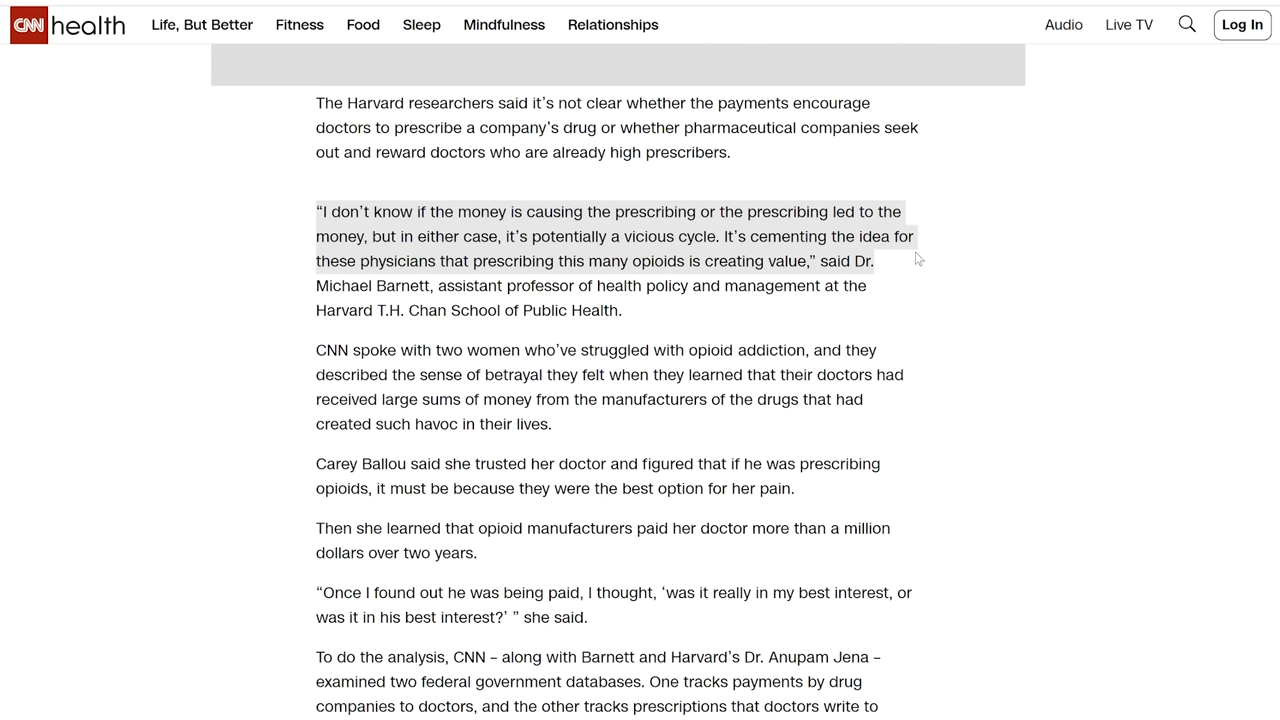 CNN health Life, But Better Fitness Food Sleep Mindfulness Relationships Audio Live TV Log In
The Harvard researchers said it’s not clear whether the payments encourage
doctors to prescribe a company’s drug or whether pharmaceutical companies seek
out and reward doctors who are already high prescribers.
“I don’t know if the money is causing the prescribing or the prescribing led to the
money, but in either case, it’s potentially a vicious cycle. It’s cementing the idea for
these physicians that prescribing this many opioids is creating value,” said Dr.
Michael Barnett, assistant professor of health policy and management at the
Harvard T.H. Chan School of Public Health.
CNN spoke with two women who’ve struggled with opioid addiction, and they
described the sense of betrayal they felt when they learned that their doctors had
received large sums of money from the manufacturers of the drugs that had
created such havoc in their lives.
Carey Ballou said she trusted her doctor and figured that if he was prescribing
opioids, it must be because they were the best option for her pain.
Then she learned that opioid manufacturers paid her doctor more than a million
dollars over two years.
“Once I found out he was being paid, I thought, ‘was it really in my best interest, or
was it in his best interest?’ ” she said.
To do the analysis, CNN – along with Barnett and Harvard’s Dr. Anupam Jena –
examined two federal government databases. One tracks payments by drug
companies to doctors, and the other tracks prescriptions that doctors write to